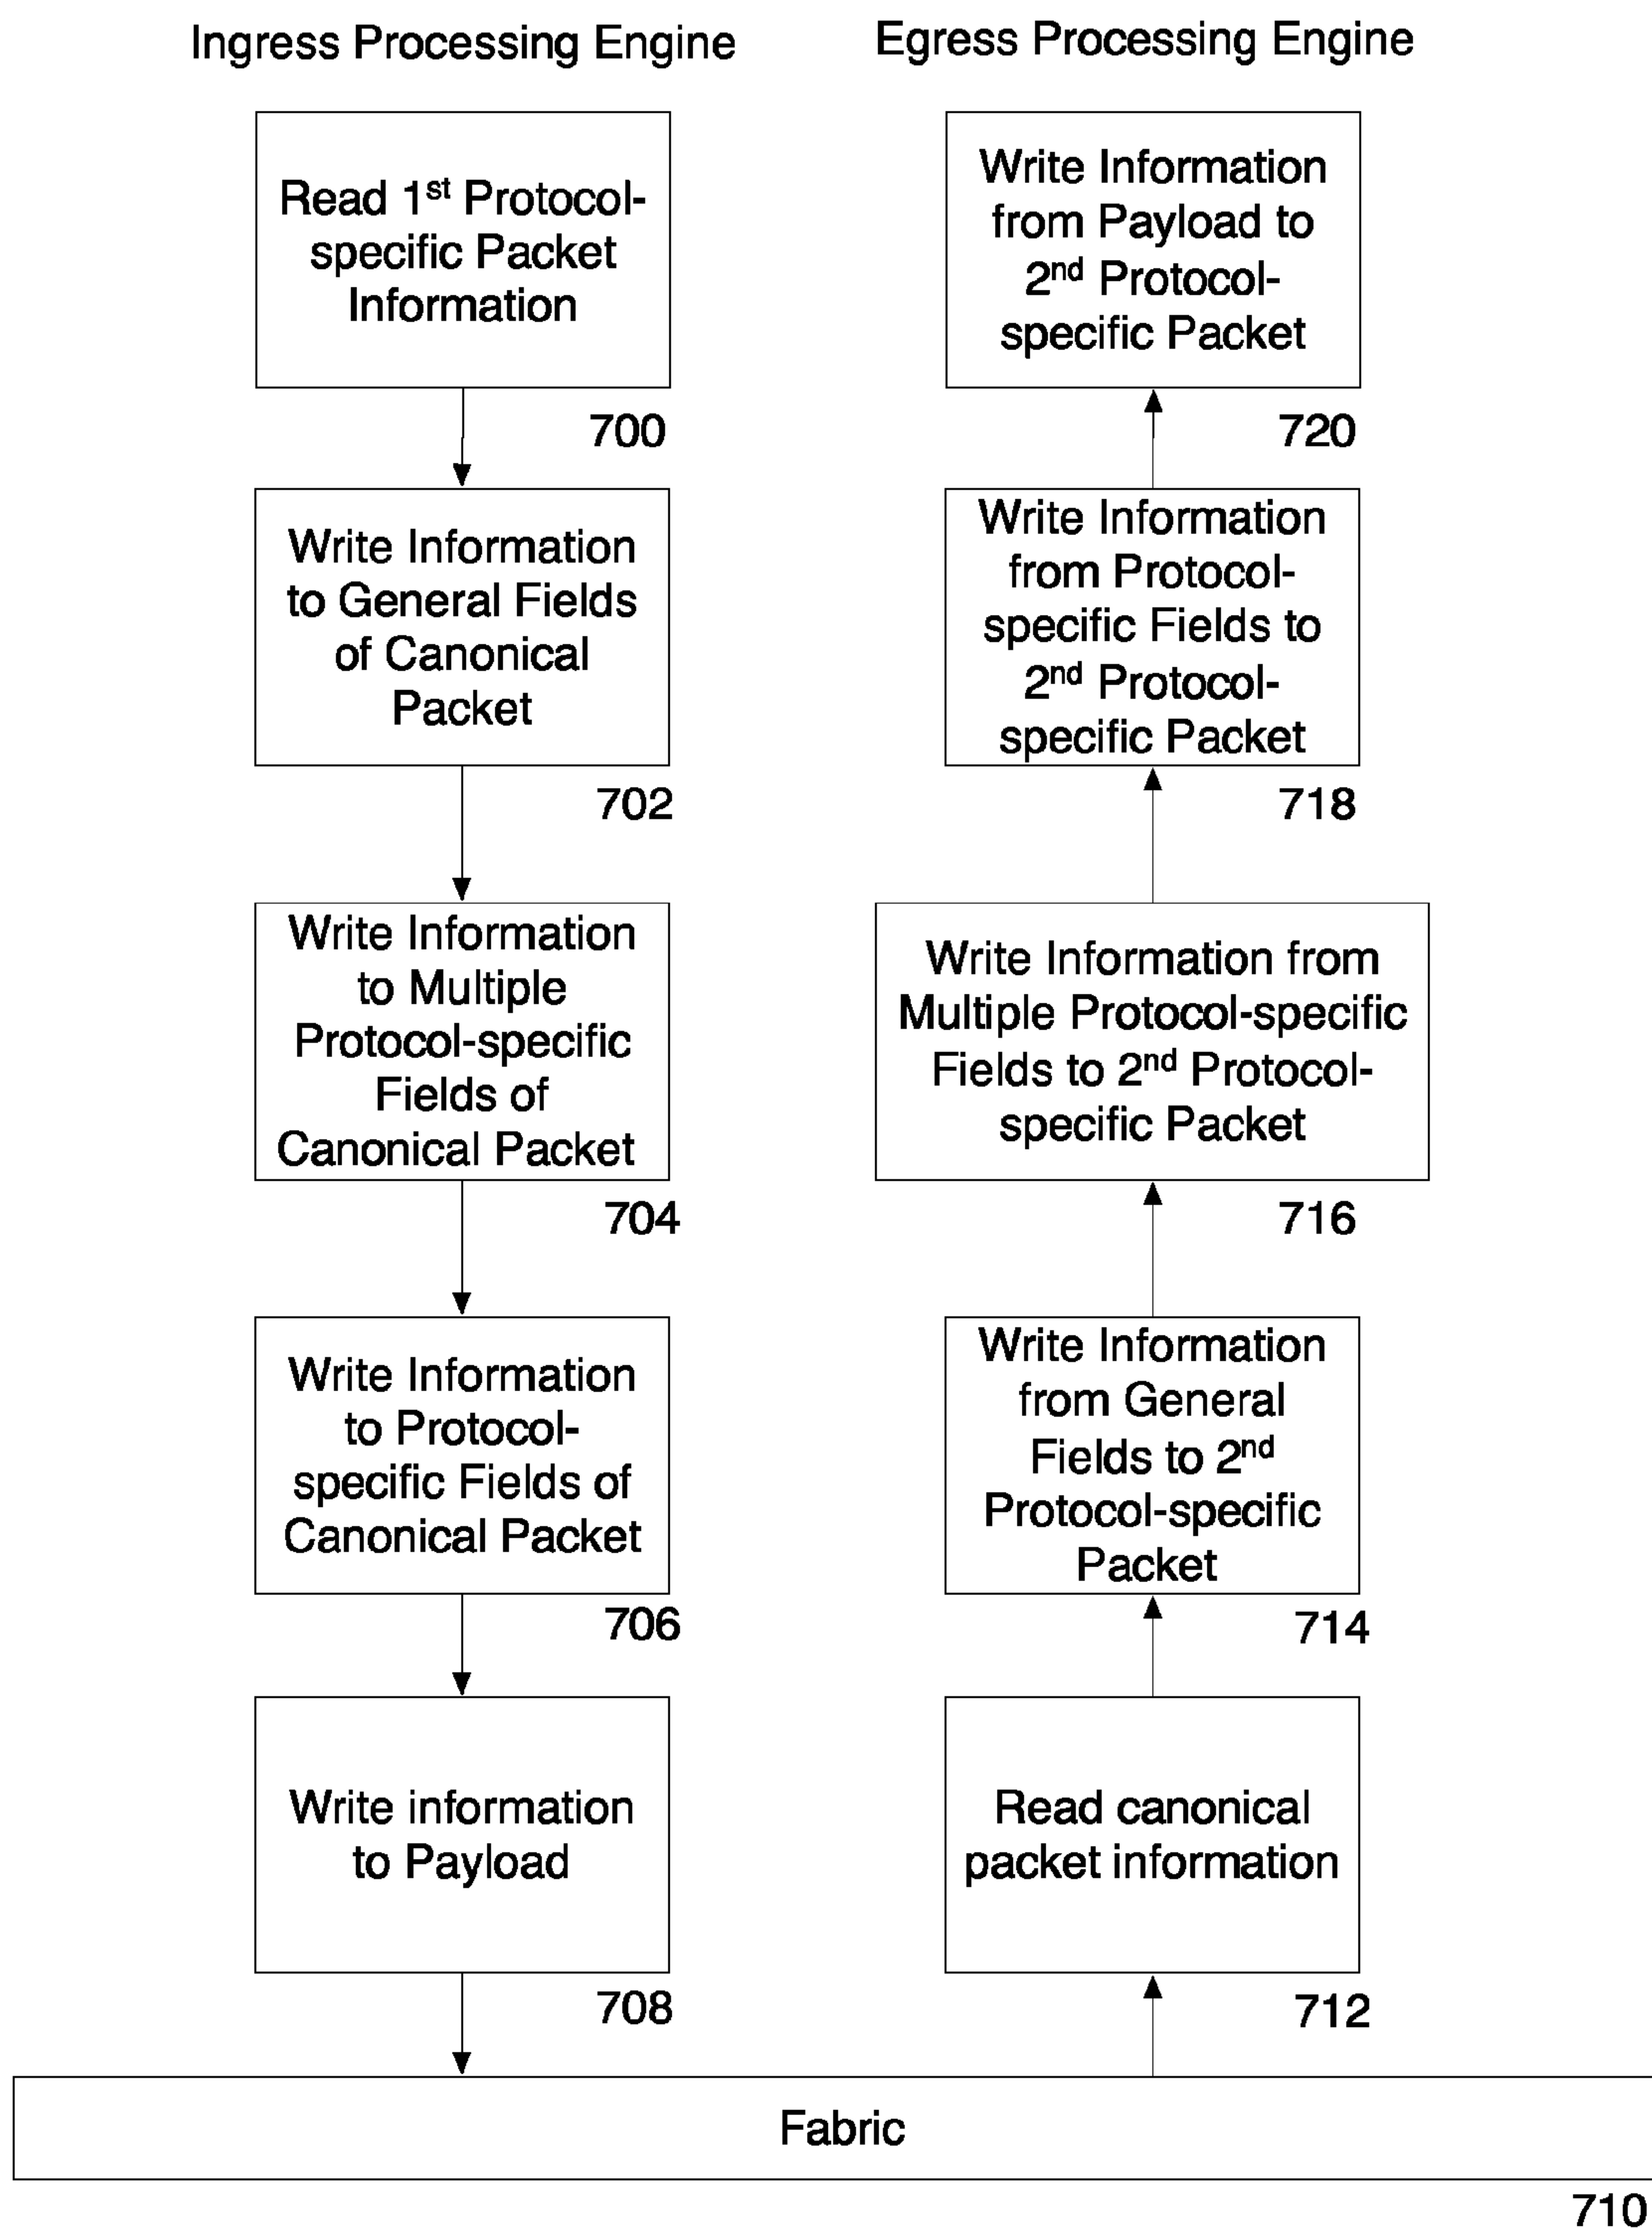 Ingress Processing Engine
Read 1st Protocol-
specific Packet
Information
700
Write Information
to General Fields
of Canonical
Packet
702
Write Information
to Multiple
Protocol-specific
Fields of
Canonical Packet
704
Write Information
to Protocol-
specific Fields of
Canonical Packet
706
Write information
to Payload
708
Egress Processing Engine
Write Information
from Payload to
2nd Protocol-
specific Packet
720
Write Information
from Protocol-
specific Fields to
2nd Protocol-
specific Packet
718
Write Information from
Multiple Protocol-specific
Fields to 2nd Protocol-
specific Packet
716
Write Information
from General
Fields to 2nd
Protocol-specific
Packet
714
Read canonical
packet information
712
Fabric
710